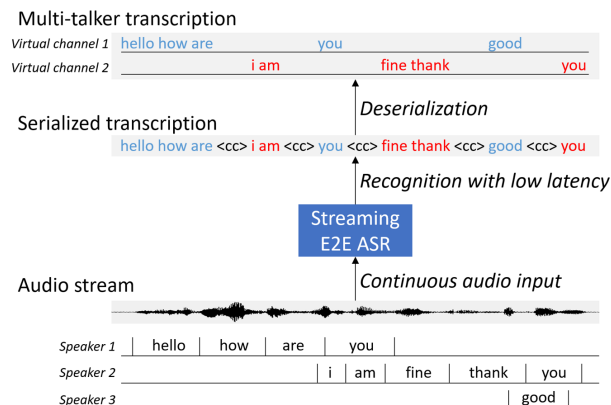 Multi-talker transcription
Virtual channel 1 hello how are you good
Virtual channel 2 i am fine thank you
Deserialization
Serialized transcription
hello how are <cc> i am <cc> you <cc> fine thank <cc> good <cc> you
Recognition with low latency
Streaming
E2E ASR
Audio stream
Continuous audio input
Speaker 1 hello how are you
Speaker 2 i am fine thank you
Speaker 3 good